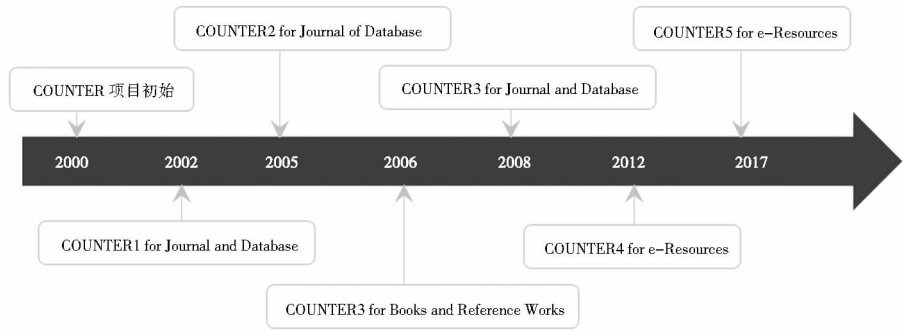 COUNTER2 for Journal of Database
COUNTER5 for e-Resources
COUNTER 项目初始
COUNTER3 for Journal and Database
2000
2002
2005
2006
2008
2012
2017
COUNTER1 for Journal and Database
COUNTER4 for e-Resources
COUNTER3 for Books and Reference Works